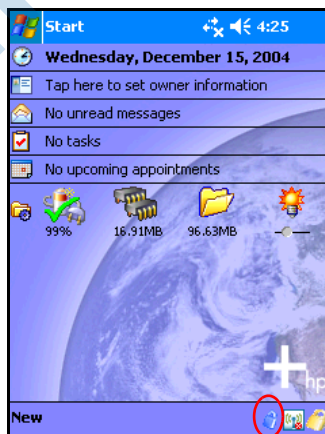 Start 4:25
Wednesday, December 15, 2004
Tap here to set owner information
No unread messages
No tasks
No upcoming appointments
99% 16.91MB 96.63MB
hp
New